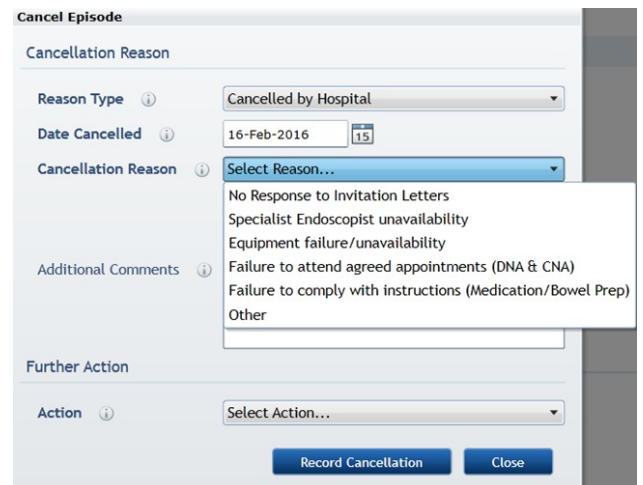 Cancel Episode
Cancellation Reason
Reason Type
Cancelled by Hospital
Date Cancelled
16-Feb-2016
15
Cancellation Reason
Select Reason...
No Response to Invitation Letters
Specialist Endoscopist unavailability
Equipment failure/unavailability
Additional Comments
Failure to attend agreed appointments (DNA & CNA)
Failure to comply with instructions (Medication/Bowel Prep)
Other
Further Action
Action
Select Action...
Record Cancellation
Close